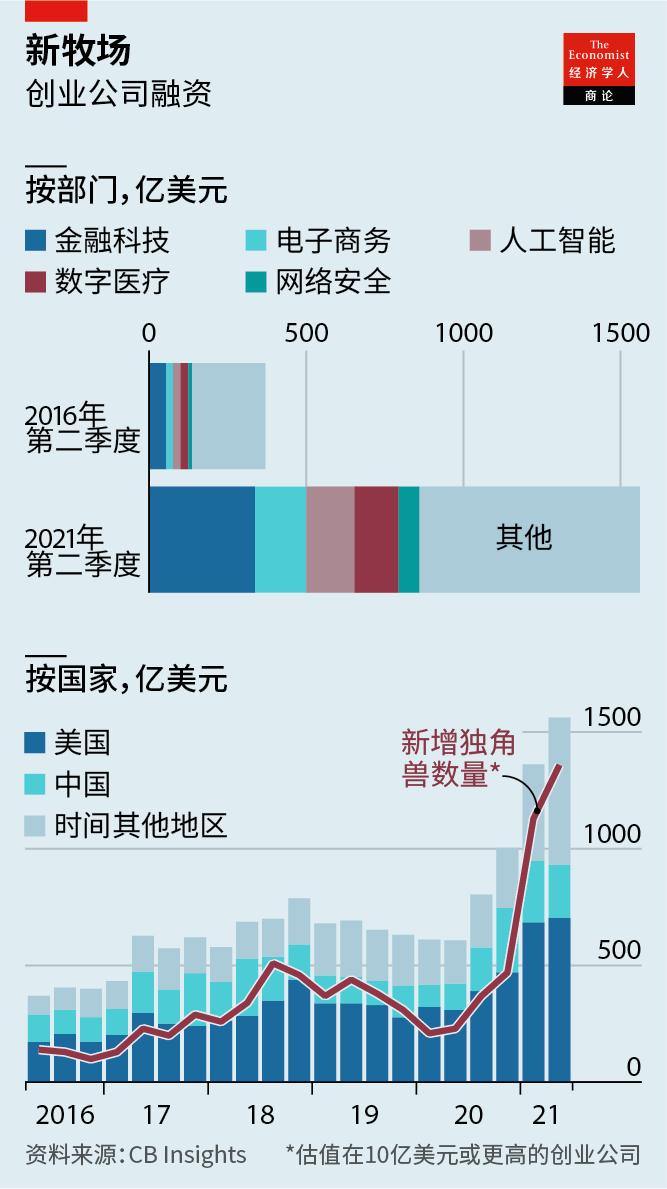 新牧场
创业公司融资
The
Economist
经济学人
商论
按部门，亿美元
金融科技 电子商务 人工智能
数字医疗 网络安全
0 500 1000 1500
2016年
第二季度
2021年
第二季度
其他
按国家，亿美元
美国
中国
时间其他地区
新增独角
兽数量*
1500
1000
500
0
2016 17 18 19 20 21
资料来源：CB Insights *估值在10亿美元或更高的创业公司